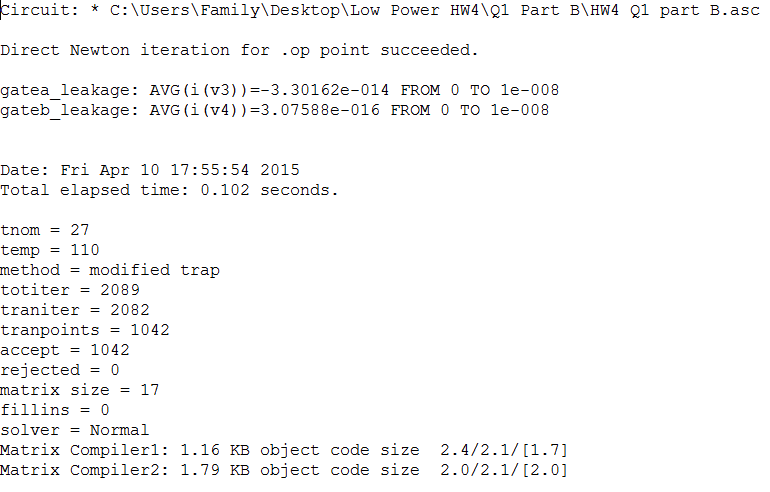 Circuit: * C:\Users\Family\Desktop\Low Power HW4\Q1 Part B\HW4 Q1 part B.asc
Direct Newton iteration for .op point succeeded.
gatea_leakage: AVG(i(v3))=-3.30162e-014 FROM 0 TO 1e-008
gateb_leakage: AVG(i(v4))=3.07588e-016 FROM 0 TO 1e-008
Date: Fri Apr 10 17:55:54 2015
Total elapsed time: 0.102 seconds.
tnom = 27
temp = 110
method = modified trap
totiter = 2089
traniter = 2082
tranpoints = 1042
accept = 1042
rejected = 0
matrix size = 17
fillins = 0
solver = Normal
Matrix Compiler1: 1.16 KB object code size  2.4/2.1/[1.7]
Matrix Compiler2: 1.79 KB object code size  2.0/2.1/[2.0]